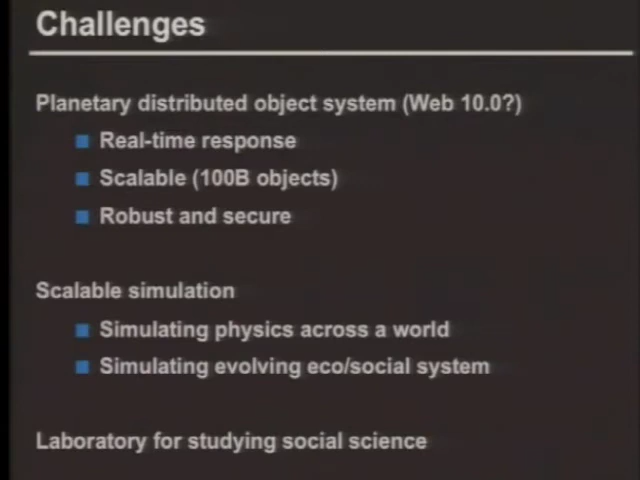 Challenges
Planetary distributed object system (Web 10.0?)
Real-time response
Scalable (100B objects)
Robust and secure
Scalable simulation
Simulating physics across a world
Simulating evolving eco/social system
Laboratory for studying social science